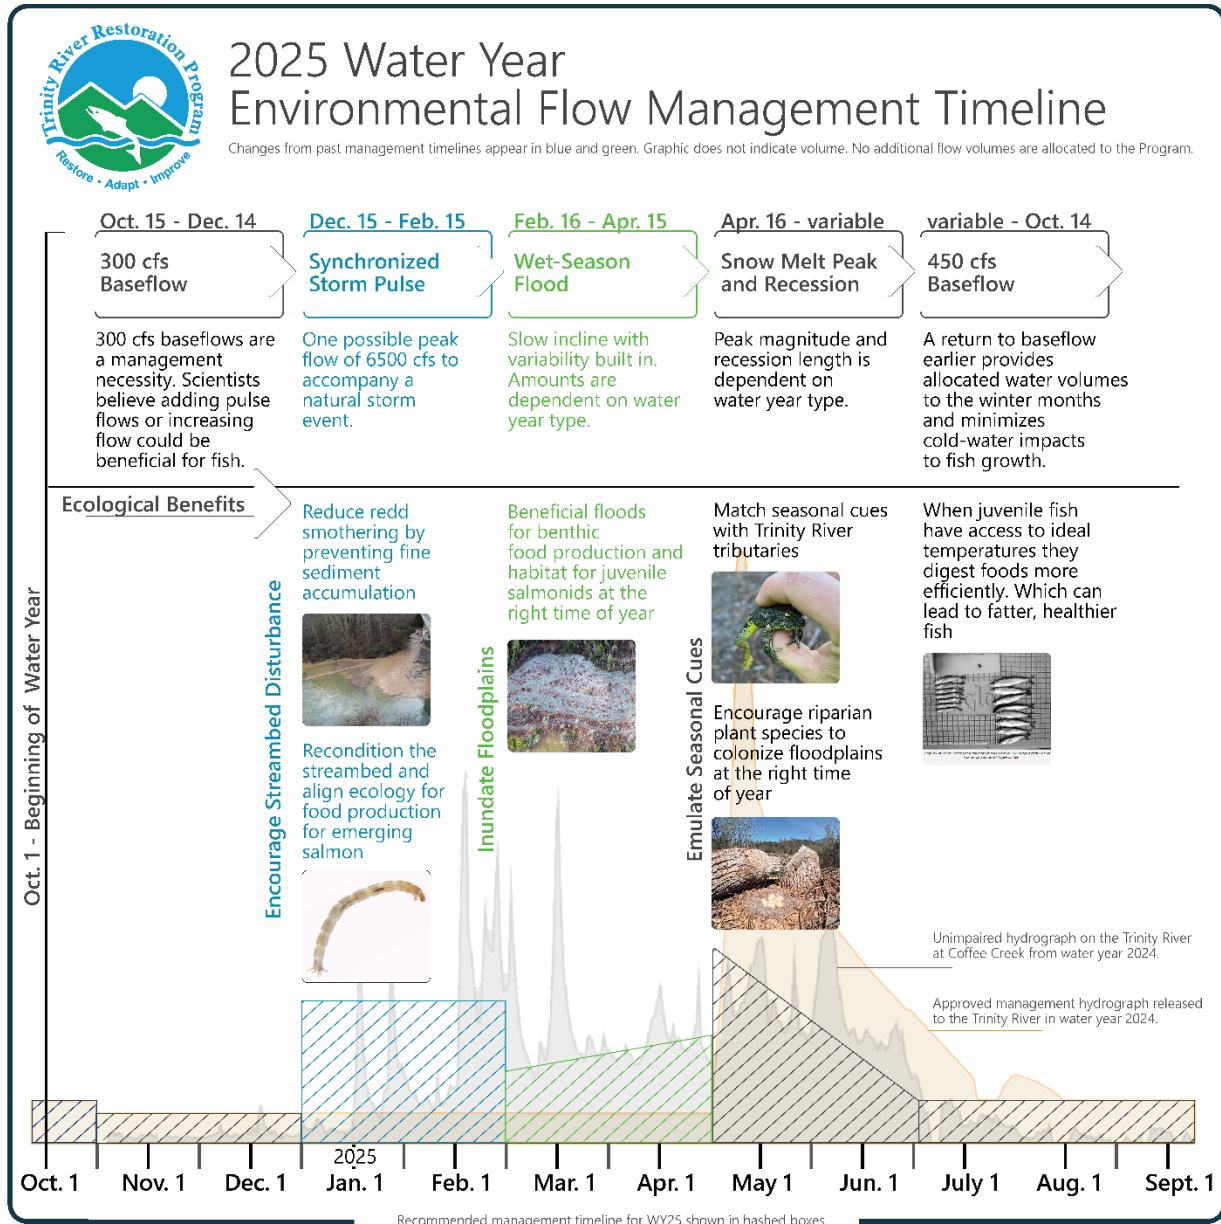 Trinity River Restoration Program
Restore • Adapt • Improve
2025 Water Year
Environmental Flow Management Timeline
Changes from past management timelines appear in blue and green. Graphic does not indicate volume. No additional flow volumes are allocated to the Program.
Oct. 15 - Dec. 14
300 cfs
Baseflow
300 cfs baseflows are
a management
necessity. Scientists
believe adding pulse
flows or increasing
flow could be
beneficial for fish.
Dec. 15 - Feb. 15
Synchronized
Storm Pulse
One possible peak
flow of 6500 cfs to
accompany a
natural storm
event.
Feb. 16 - Apr. 15
Wet-Season
Flood
Slow incline with
variability built in.
Amounts are
dependent on water
year type.
Apr. 16 - variable
Snow Melt Peak
and Recession
Peak magnitude and
recession length is
dependent on
water year type.
variable - Oct. 14
450 cfs
Baseflow
A return to baseflow
earlier provides
allocated water volumes
to the winter months
and minimizes
cold-water impacts
to fish growth.
Ecological Benefits
Oct. 1 - Beginning of Water Year
Encourage Streambed Disturbance
Reduce redd
smothering by
preventing fine
sediment
accumulation
Recondition the
streambed and
align ecology for
food production
for emerging
salmon
Inundate Floodplains
Beneficial floods
for benthic
food production and
habitat for juvenile
salmonids at the
right time of year
Emulate Seasonal Cues
Match seasonal cues
with Trinity River
tributaries
Encourage riparian
plant species to
colonize floodplains
at the right time
of year
When juvenile fish
have access to ideal
temperatures they
digest foods more
efficiently. Which can
lead to fatter, healthier
fish
Unimpaired hydrograph on the Trinity River
at Coffee Creek from water year 2024.
Approved management hydrograph released
to the Trinity River in water year 2024.
2025
Oct. 1 Nov. 1 Dec. 1 Jan. 1 Feb. 1 Mar. 1 Apr. 1 May 1 Jun. 1 July 1 Aug. 1 Sept. 1
Recommended management timeline for WY25 shown in hashed boxes